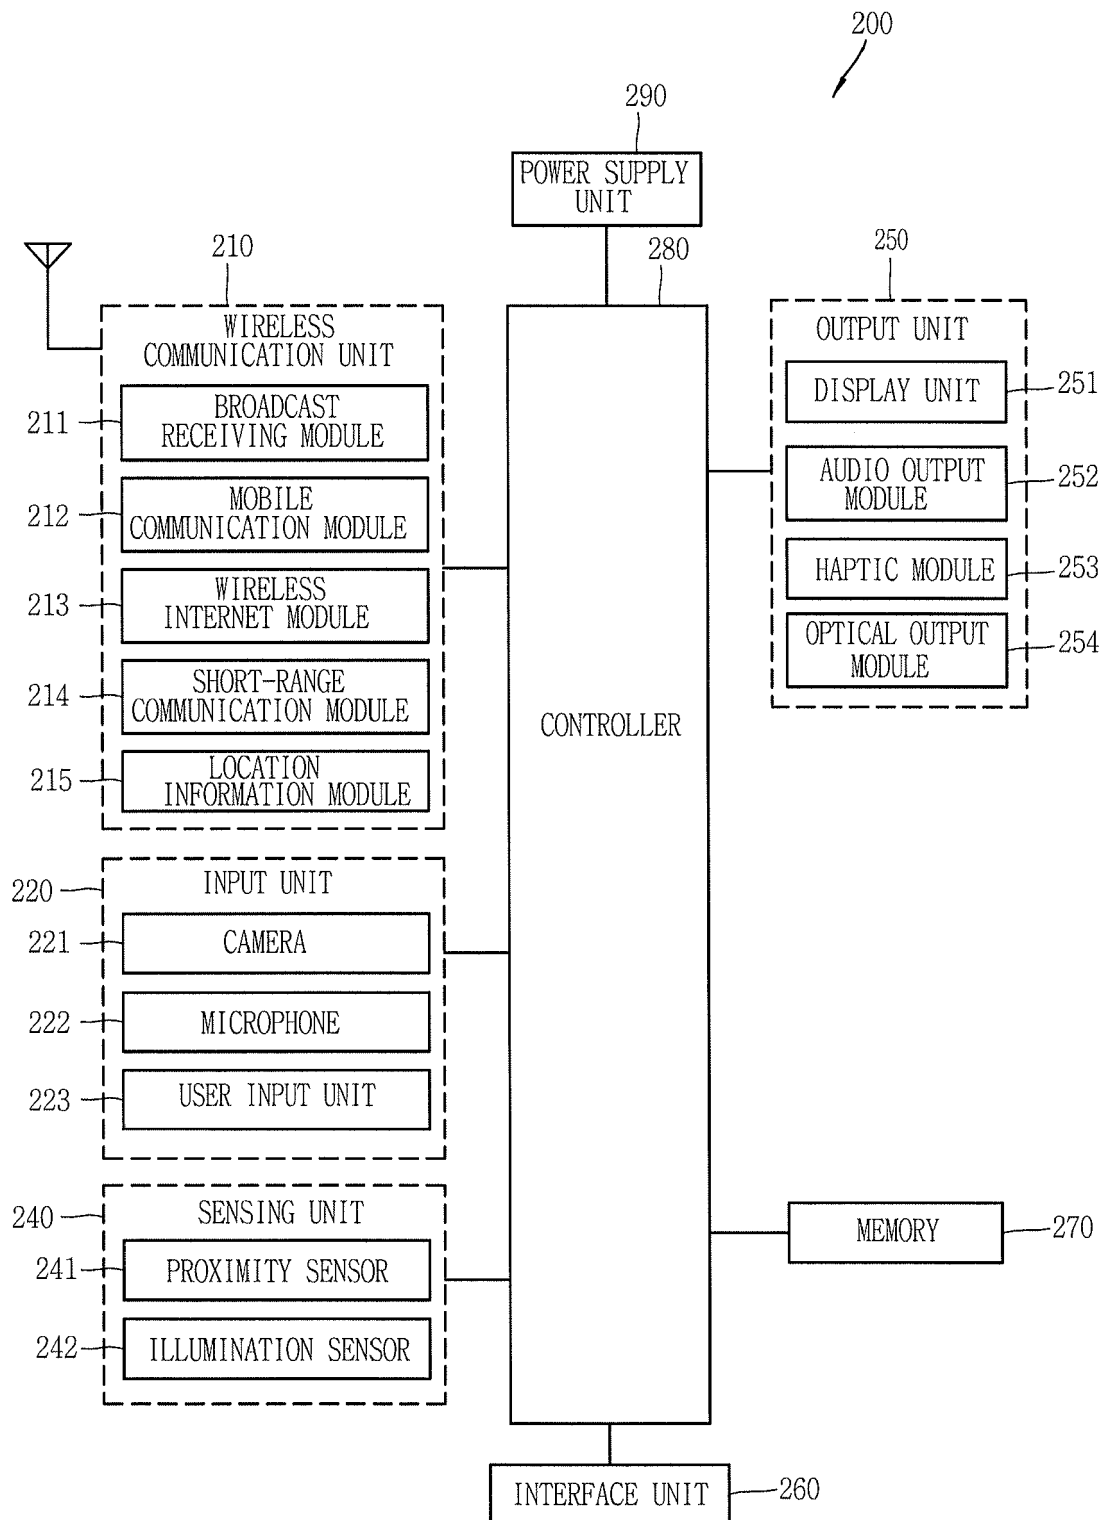 200
290
POWER SUPPLY
UNIT
210
280
250
WIRELESS
COMMUNICATION UNIT
211
BROADCAST
RECEIVING MODULE
212
MOBILE
COMMUNICATION MODULE
213
WIRELESS
INTERNET MODULE
214
SHORT-RANGE
COMMUNICATION MODULE
215
LOCATION
INFORMATION MODULE
220
INPUT UNIT
221
CAMERA
222
MICROPHONE
223
USER INPUT UNIT
240
SENSING UNIT
241
PROXIMITY SENSOR
242
ILLUMINATION SENSOR
CONTROLLER
OUTPUT UNIT
DISPLAY UNIT
251
AUDIO OUTPUT
MODULE
252
HAPTIC MODULE
253
OPTICAL OUTPUT
MODULE
254
MEMORY
270
INTERFACE UNIT
260